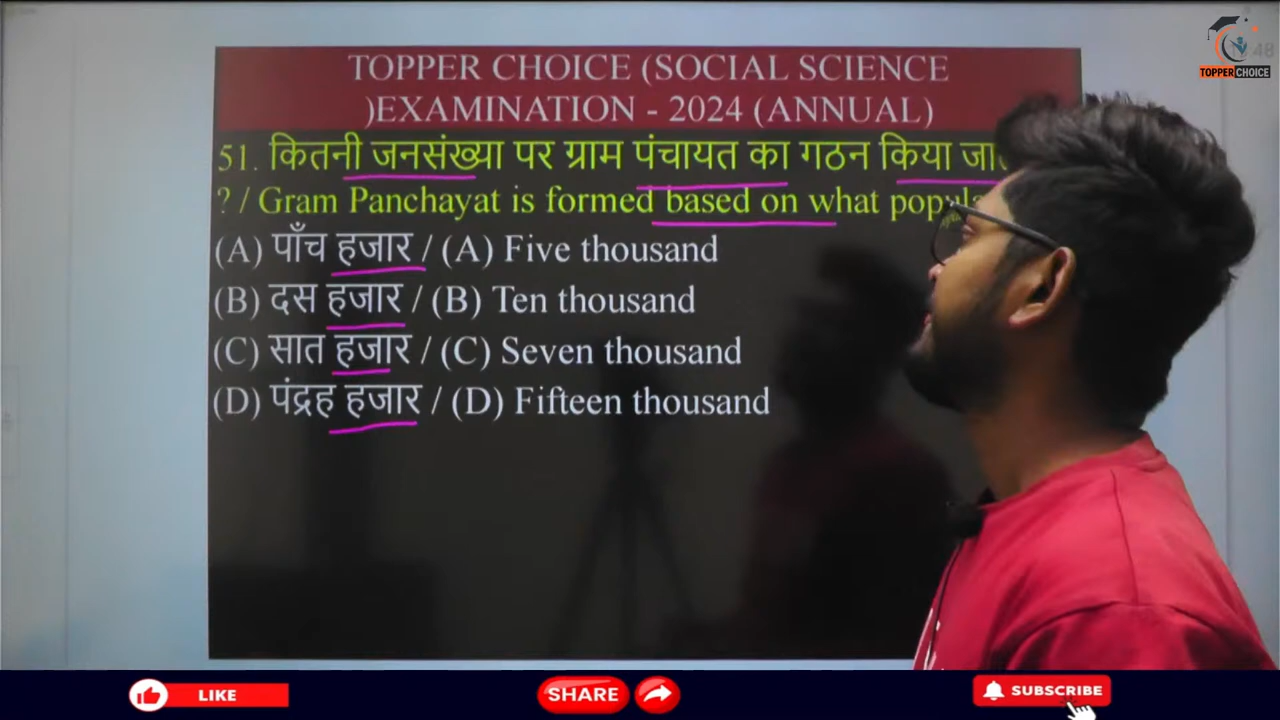 TOPPER CHOICE (SOCIAL SCIENCE
)EXAMINATION - 2024 (ANNUAL)
51. कितनी जनसंख्या पर ग्राम पंचायत का गठन किया
? / Gram Panchayat is formed based on what
(A) पाँच हजार / (A) Five thousand
(B) दस हजार / (B) Ten thousand
(C) सात हजार / (C) Seven thousand
(D) पंद्रह हजार / (D) Fifteen thousand
48
TOPPER CHOICE
LIKE
SHARE
SUBSCRIBE